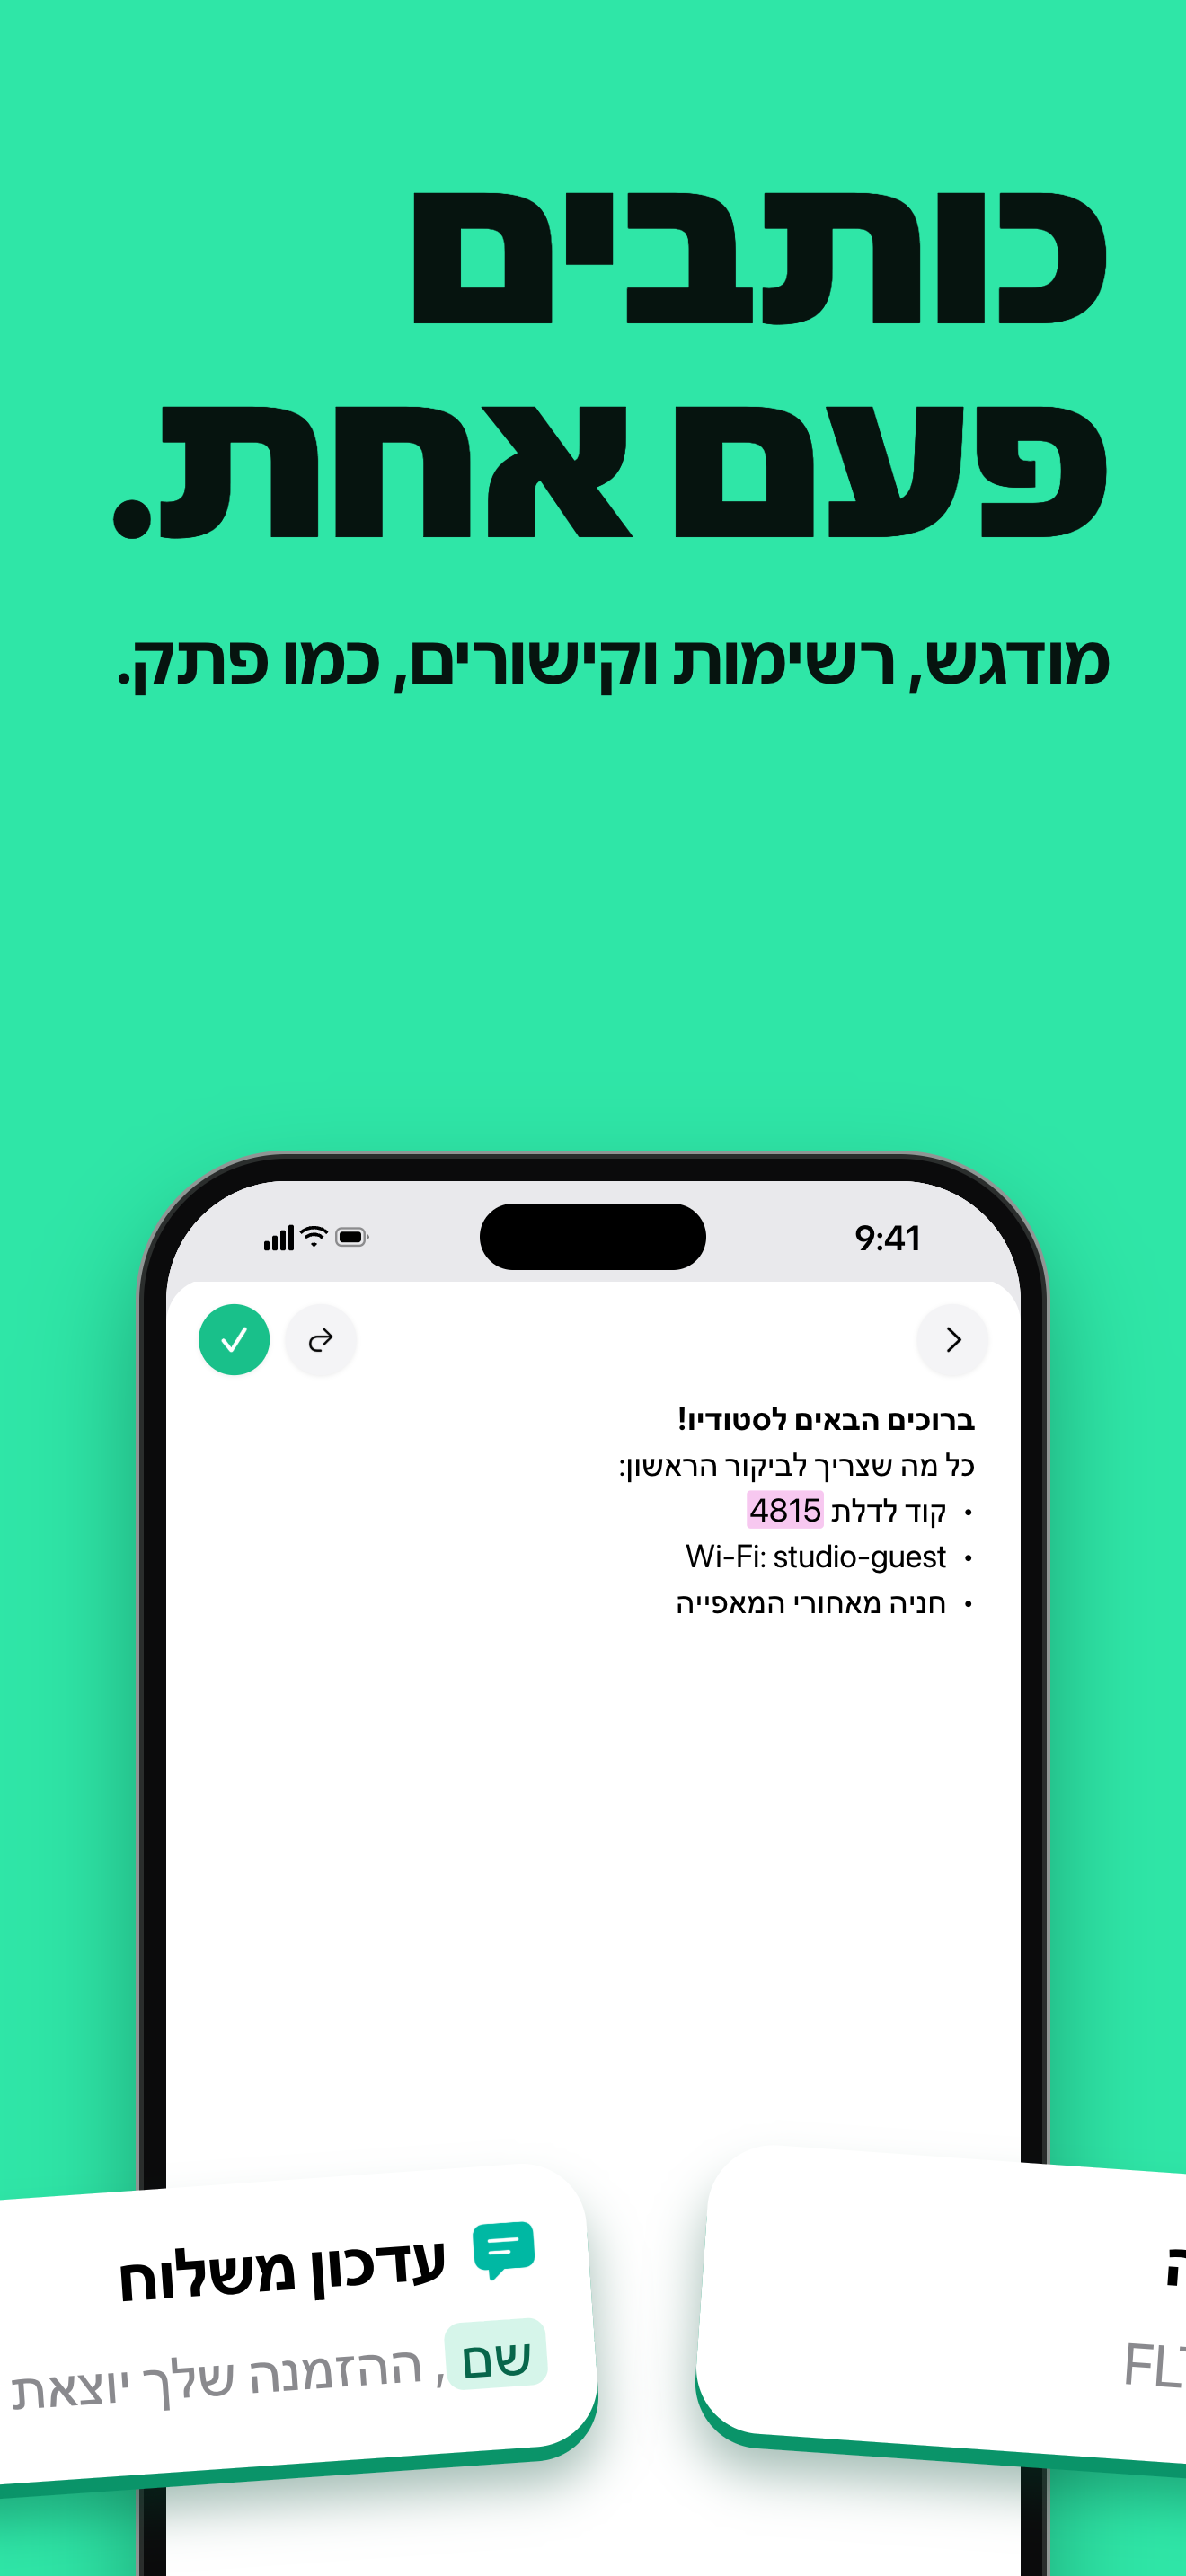 כותבים
פעם אחת.
מודגש, רשימות וקישורים, כמו פתק.
9:41
ברוכים הבאים לסטודיו!
כל מה שצריך לביקור הראשון:
• קוד לדלת 4815
• Wi-Fi: studio-guest
• חניה מאחורי המאפייה
עדכון משלוח
שם, ההזמנה שלך יוצאת